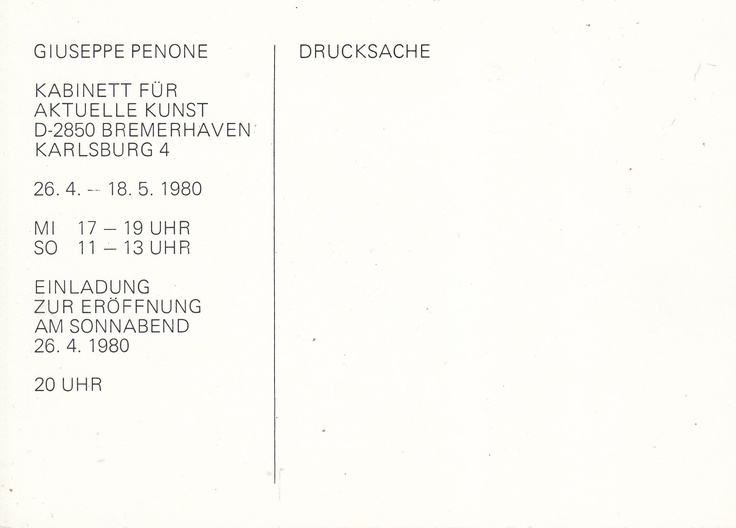 GIUSEPPE PENONE
KABINETT FÜR
AKTUELLE KUNST
D-2850 BREMERHAVEN
KARLSBURG 4
26. 4. – 18. 5. 1980
MI 17 – 19 UHR
SO 11 – 13 UHR
EINLADUNG
ZUR ERÖFFNUNG
AM SONNABEND
26. 4. 1980
20 UHR
DRUCKSACHE